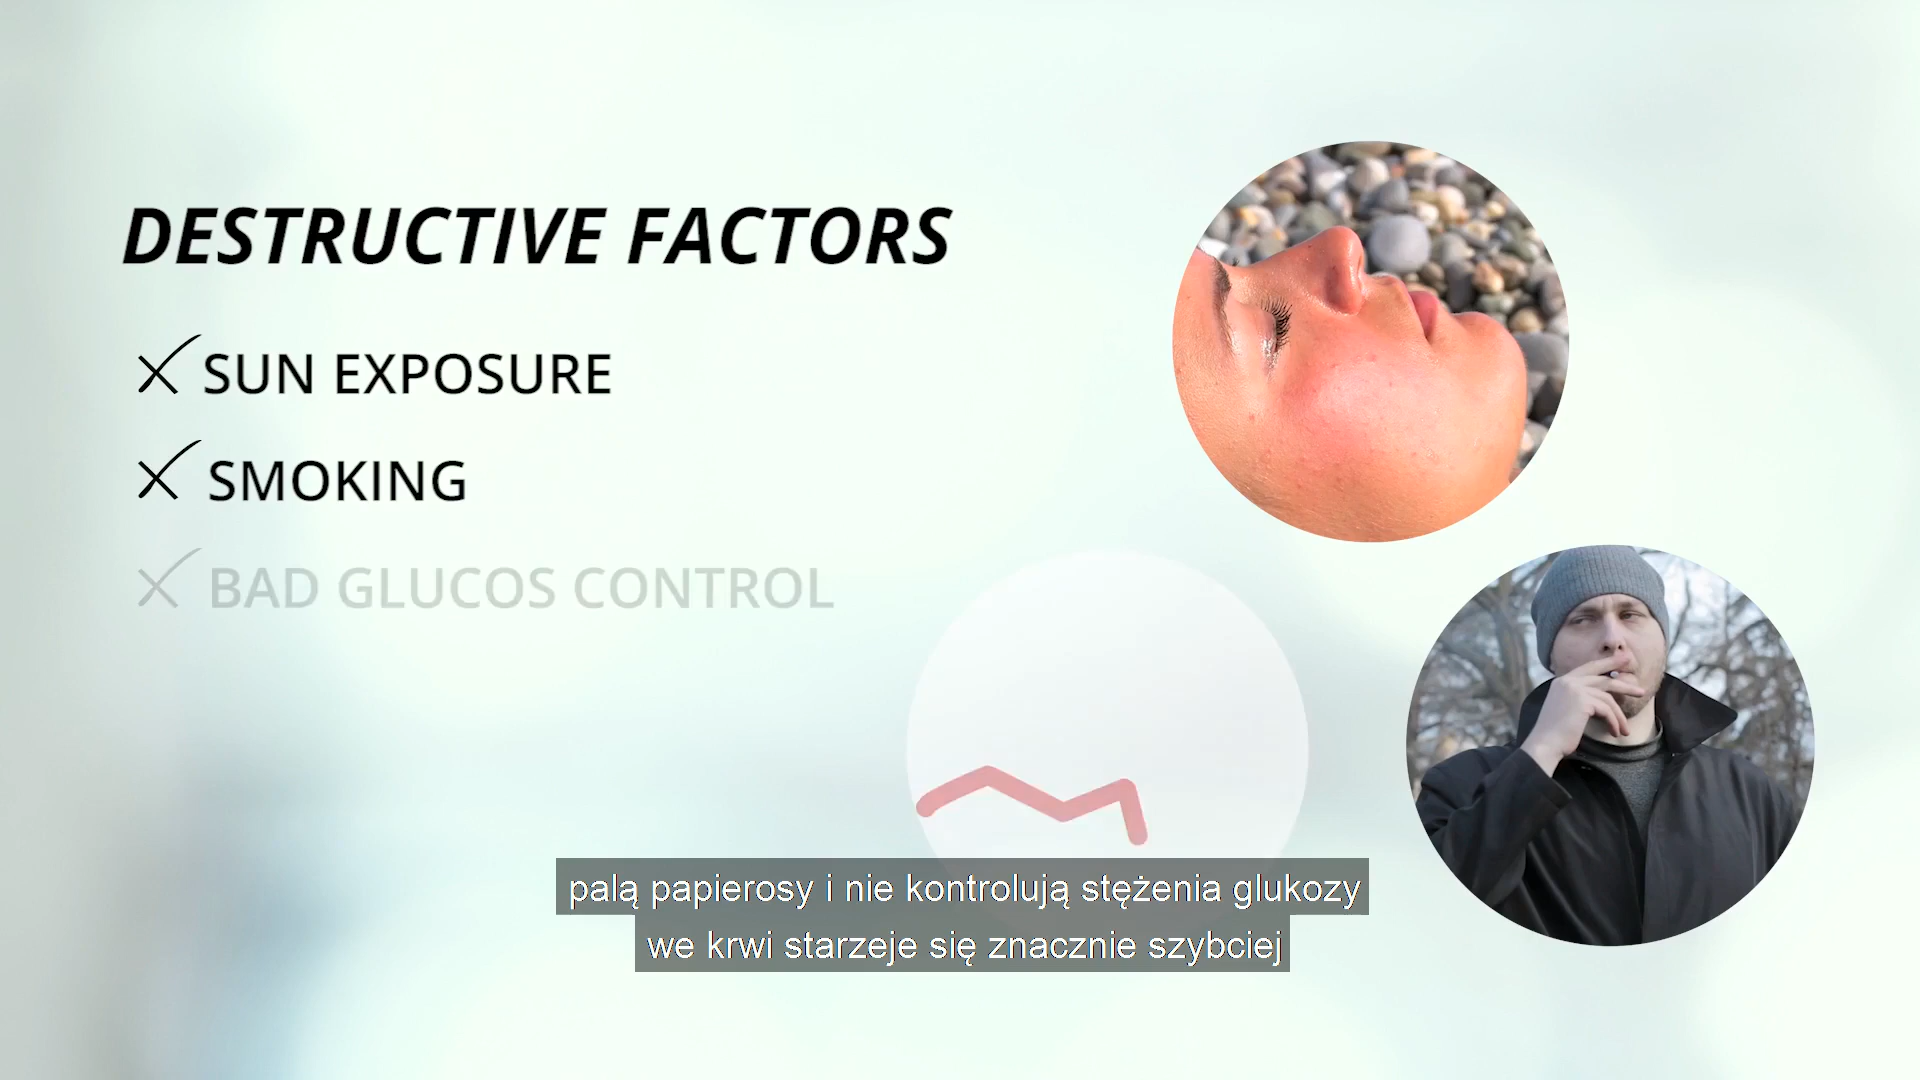 DESTRUCTIVE FACTORS
SUN EXPOSURE
SMOKING
BAD GLUCOS CONTROL
palą papierosy i nie kontrolują stężenia glukozy
we krwi starzeje się znacznie szybciej